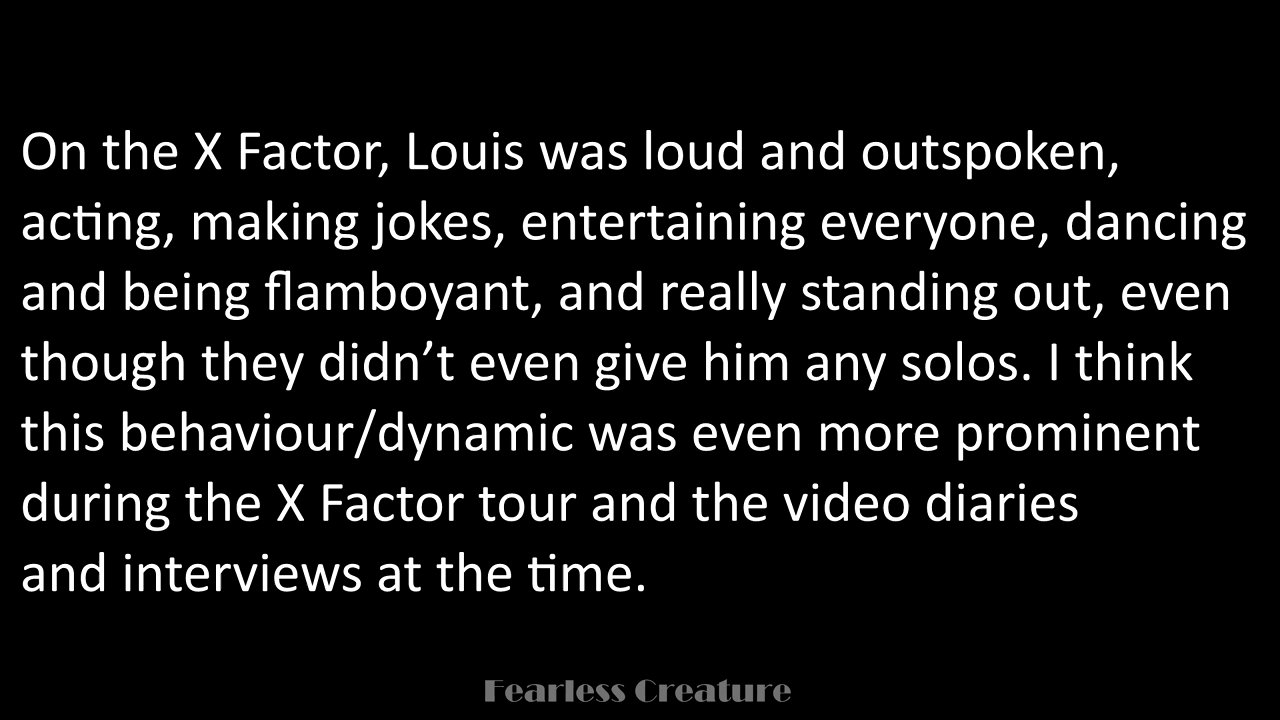 On the X Factor, Louis was loud and outspoken,
acting, making jokes, entertaining everyone, dancing
and being flamboyant, and really standing out, even
though they didn’t even give him any solos. I think
this behaviour/dynamic was even more prominent
during the X Factor tour and the video diaries
and interviews at the time.
Fearless Creature